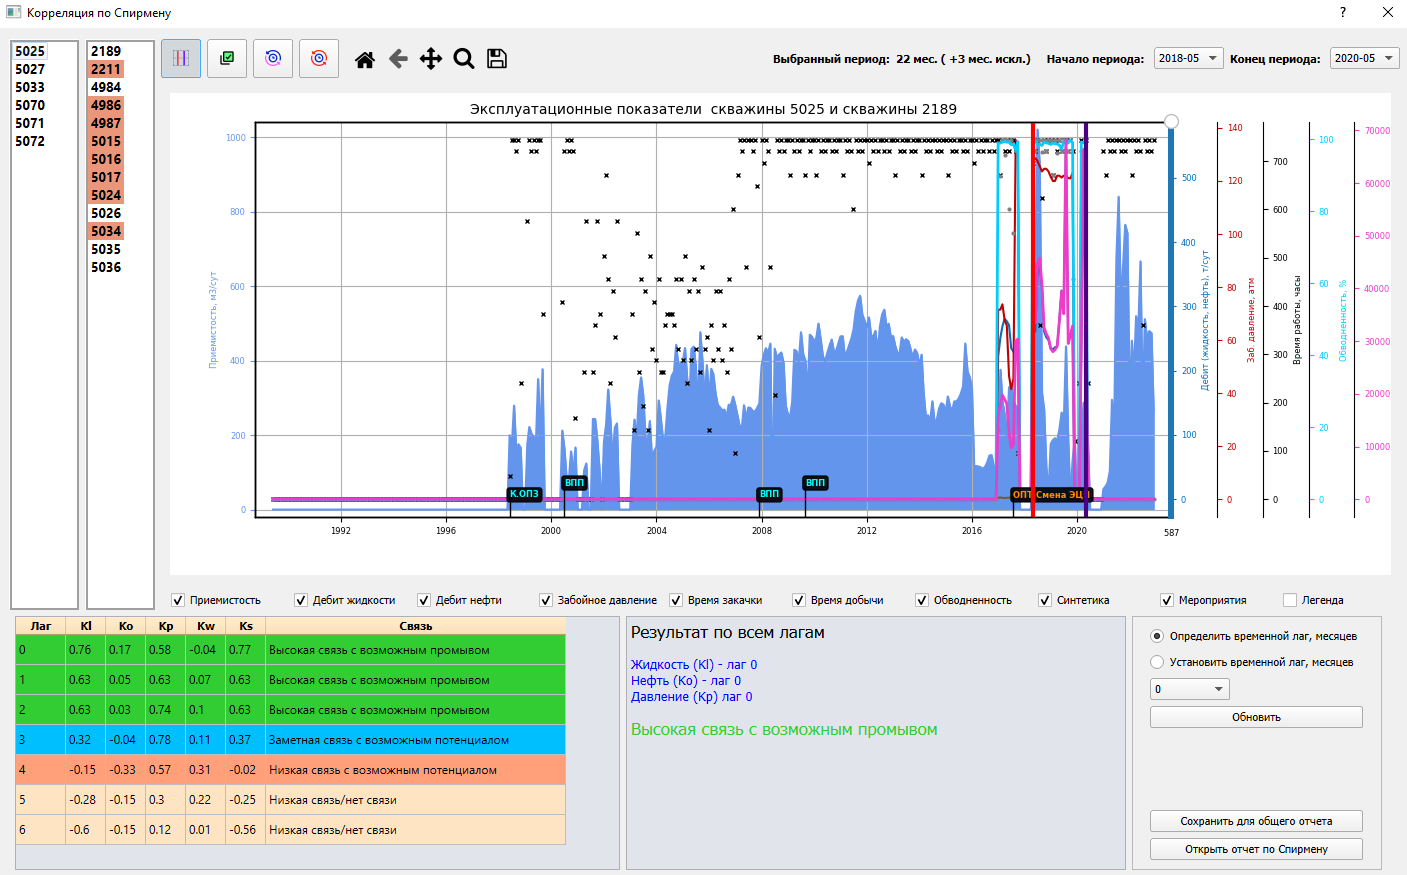 Корреляция по Спирмену
?
5025
5027
5033
5070
5071
5072
2189
2211
4984
4986
4987
5015
5016
5017
5024
5026
5034
5035
5036
Выбранный период: 22 мес. ( +3 мес. искл.) Начало периода: 2018-05 Конец периода: 2020-05
Эксплуатационные показатели скважины 5025 и скважины 2189
Приемистость, м3/сут
1000
800
600
400
200
0
К.ОПЗ
ВПП
ВПП
ВПП
ОПТ
Смена ЭЦ
1992 1996 2000 2004 2008 2012 2016 2020 587
500
400
300
200
100
0
Дебит (жидкость, нефть), т/сут
140
120
100
80
60
40
20
0
Заб. давление, атм
700
600
500
400
300
200
100
0
Время работы, часы
100
80
60
40
20
0
Обводненность, %
70000
60000
50000
40000
30000
20000
10000
0
Приемистость Дебит жидкости Дебит нефти Забойное давление Время закачки Время добычи Обводненность Синтетика Мероприятия Легенда
Лаг Kl Ko Kp Kw Ks Связь
0 0.76 0.17 0.58 -0.04 0.77 Высокая связь с возможным промывом
1 0.63 0.05 0.63 0.07 0.63 Высокая связь с возможным промывом
2 0.63 0.03 0.74 0.1 0.63 Высокая связь с возможным промывом
3 0.32 -0.04 0.78 0.11 0.37 Заметная связь с возможным потенциалом
4 -0.15 -0.33 0.57 0.31 -0.02 Низкая связь с возможным потенциалом
5 -0.28 -0.15 0.3 0.22 -0.25 Низкая связь/нет связи
6 -0.6 -0.15 0.12 0.01 -0.56 Низкая связь/нет связи
Результат по всем лагам
Жидкость (Kl) - лаг 0
Нефть (Ko) - лаг 0
Давление (Kp) лаг 0
Высокая связь с возможным промывом
Определить временной лаг, месяцев
Установить временной лаг, месяцев
0
Обновить
Сохранить для общего отчета
Открыть отчет по Спирмену